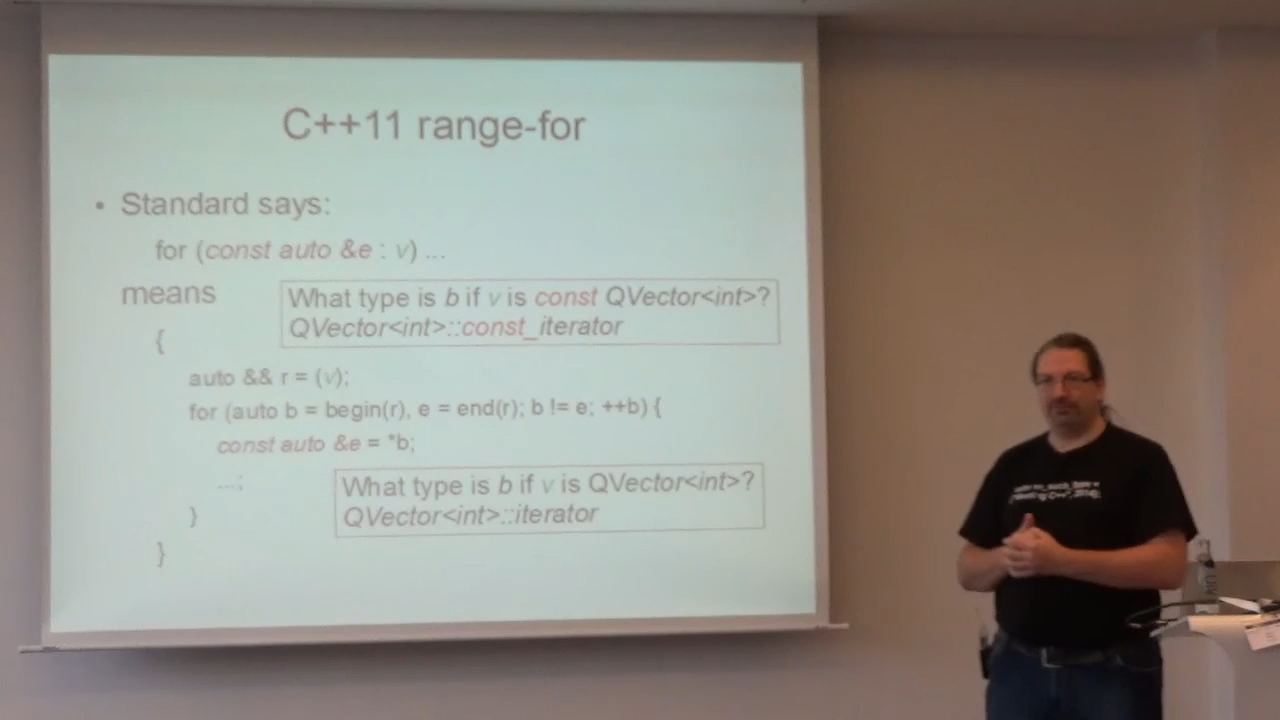 C++11 range-for
• Standard says:
for (const auto &e : v) ...
means
What type is b if v is const QVector<int>?
QVector<int>::const_iterator
{
auto && r = (v);
for (auto b = begin(r), e = end(r); b != e; ++b) {
const auto &e = *b;
...;
What type is b if v is QVector<int>?
QVector<int>::iterator
}
}